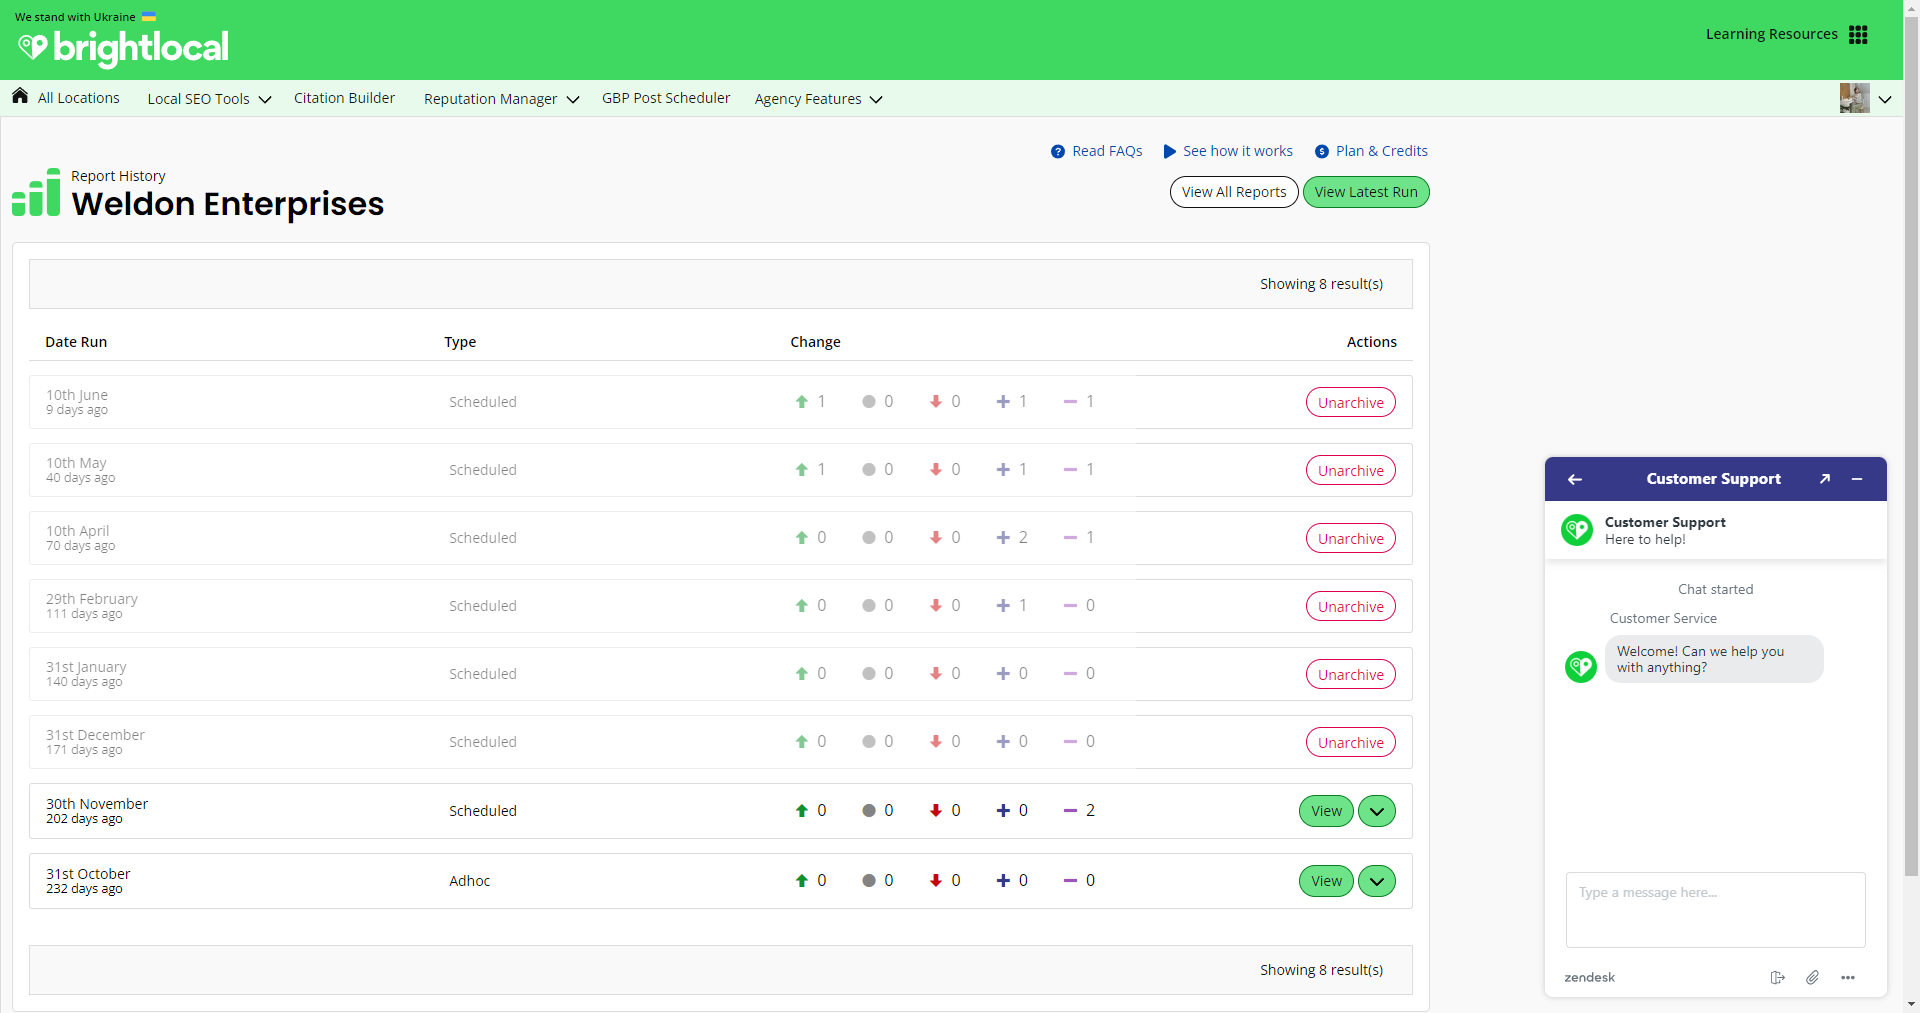 We stand with Ukraine
brightlocal
Learning Resources
All Locations
Local SEO Tools
Citation Builder
Reputation Manager
GBP Post Scheduler
Agency Features
Read FAQs
See how it works
Plan & Credits
Report History
Weldon Enterprises
View All Reports
View Latest Run
Showing 8 result(s)
Date Run Type Change Actions
10th June
9 days ago
Scheduled 1 0 0 1 1 Unarchive
10th May
40 days ago
Scheduled 1 0 0 1 1 Unarchive
10th April
70 days ago
Scheduled 0 0 0 2 1 Unarchive
29th February
111 days ago
Scheduled 0 0 0 1 0 Unarchive
31st January
140 days ago
Scheduled 0 0 0 0 0 Unarchive
31st December
171 days ago
Scheduled 0 0 0 0 0 Unarchive
30th November
202 days ago
Scheduled 0 0 0 0 2 View
31st October
232 days ago
Adhoc 0 0 0 0 0 View
Showing 8 result(s)
Customer Support
Customer Support
Here to help!
Chat started
Customer Service
Welcome! Can we help you
with anything?
Type a message here...
zendesk